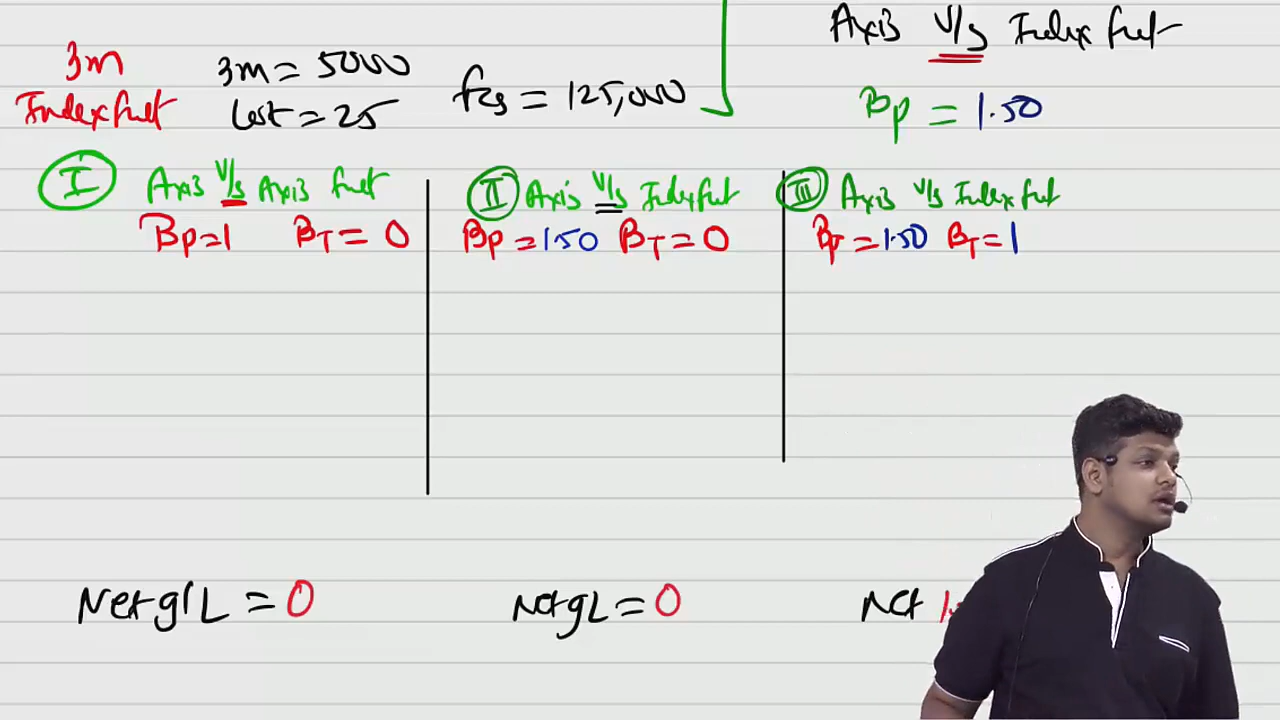 Axis V/s Index fut
3m
Index fut
3m = 5000
Lot = 25
fcs = 125,000
Bp = 1.50
I Axis V/s Axis fut
Bp=1 BT = 0
II Axis V/s Index fut
Bp = 1.50 BT = 0
III Axis V/s Index fut
BP = 1.50 BT = 1
Net g/L = 0
Net gL = 0
Net